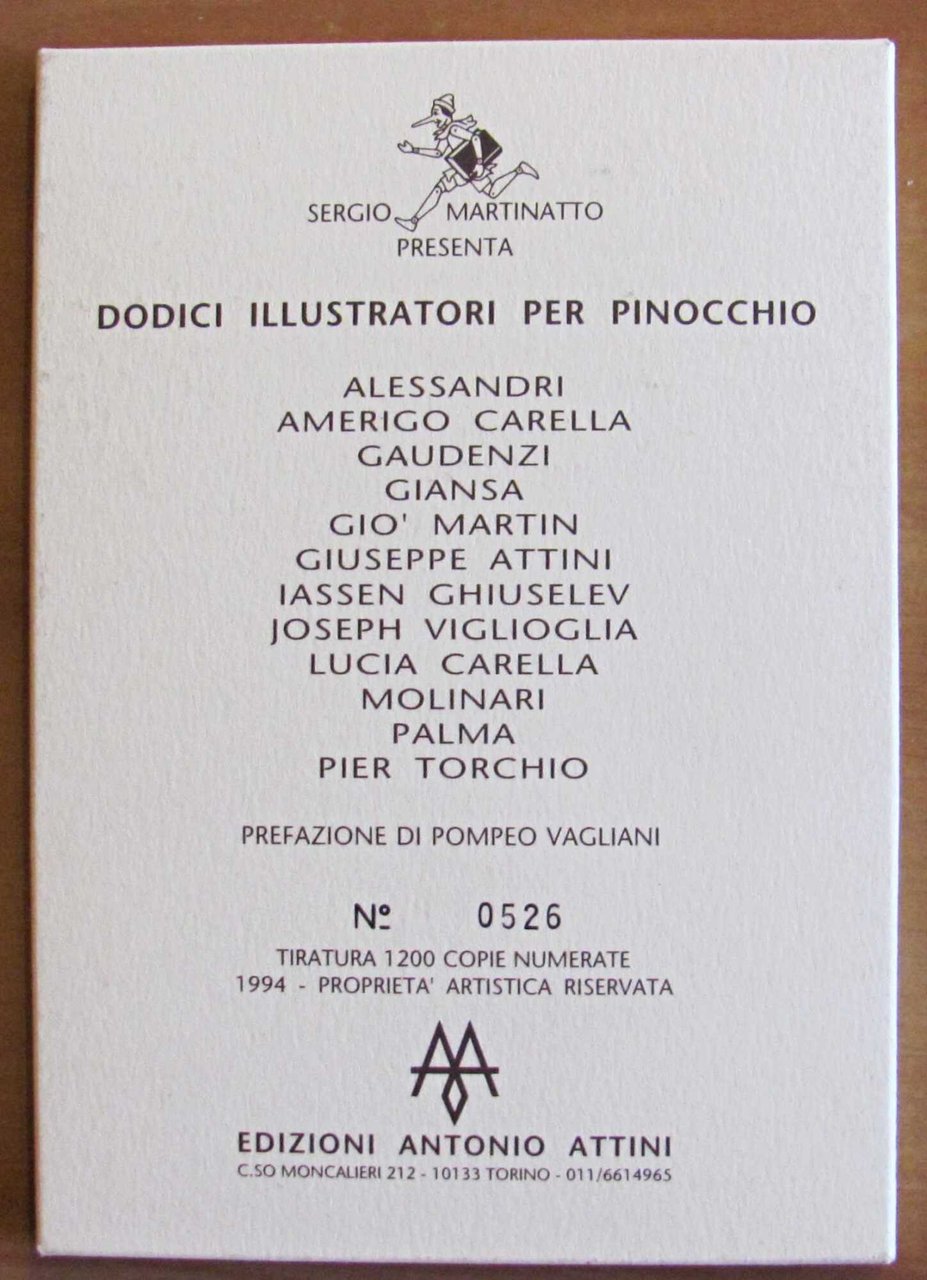 SERGIO MARTINATTO
PRESENTA
DODICI ILLUSTRATORI PER PINOCCHIO
ALESSANDRI
AMERIGO CARELLA
GAUDENZI
GIANSA
GIO' MARTIN
GIUSEPPE ATTINI
IASSEN GHIUSELEV
JOSEPH VIGLIOGLIA
LUCIA CARELLA
MOLINARI
PALMA
PIER TORCHIO
PREFAZIONE DI POMPEO VAGLIANI
Nº 0526
TIRATURA 1200 COPIE NUMERATE
1994 - PROPRIETA' ARTISTICA RISERVATA
EDIZIONI ANTONIO ATTINI
C.SO MONCALIERI 212 - 10133 TORINO - 011/6614965